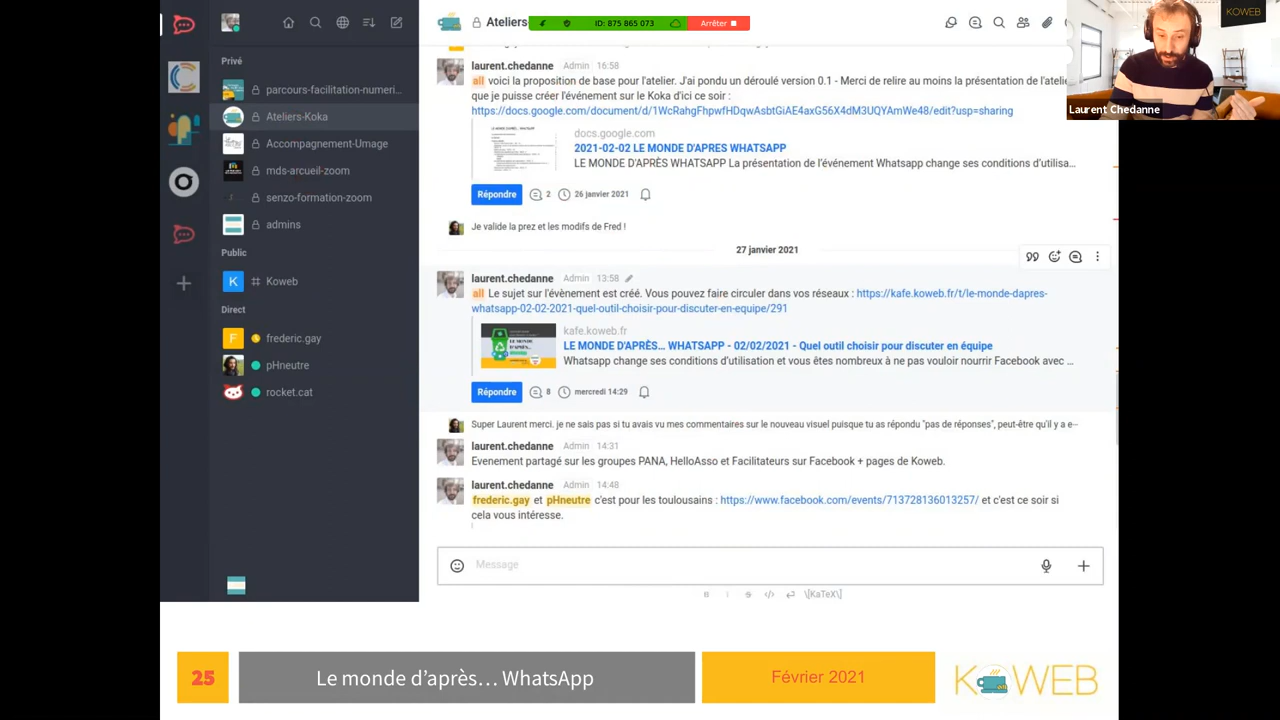 Privé
parcours-facilitation-numeri...
Ateliers-Koka
Accompagnement-Umage
mds-arcueil-zoom
senzo-formation-zoom
admins
Public
K
Koweb
Direct
F
frederic.gay
pHneutre
rocket.cat
Ateliers
ID: 875 865 073
Arrêter
laurent.chedanne Admin 16:58
all voici la proposition de base pour l'atelier. J'ai pondu un déroulé version 0.1 - Merci de relire au moins la présentation de l'atelie
que je puisse créer l'événement sur le Koka d'ici ce soir :
https://docs.google.com/document/d/1WcRahgFhpwfHDqwAsbtGiAE4axG56X4dM3UQYAmWe48/edit?usp=sharing
docs.google.com
2021-02-02 LE MONDE D'APRES WHATSAPP
LE MONDE D'APRÈS WHATSAPP La présentation de l'événement Whatsapp change ses conditions d'utilisa...
Répondre 2 26 janvier 2021
Je valide la prez et les modifs de Fred !
27 janvier 2021
laurent.chedanne Admin 13:58
all Le sujet sur l'évènement est créé. Vous pouvez faire circuler dans vos réseaux : https://kafe.koweb.fr/t/le-monde-dapres-
whatsapp-02-02-2021-quel-outil-choisir-pour-discuter-en-equipe/291
kafe.koweb.fr
LE MONDE D'APRÈS... WHATSAPP - 02/02/2021 - Quel outil choisir pour discuter en équipe
Whatsapp change ses conditions d'utilisation et vous êtes nombreux à ne pas vouloir nourrir Facebook avec ...
Répondre 8 mercredi 14:29
Super Laurent merci. je ne sais pas si tu avais vu mes commentaires sur le nouveau visuel puisque tu as répondu "pas de réponses", peut-être qu'il y a e--
laurent.chedanne Admin 14:31
Evenement partagé sur les groupes PANA, HelloAsso et Facilitateurs sur Facebook + pages de Koweb.
laurent.chedanne Admin 14:48
frederic.gay et pHneutre c'est pour les toulousains : https://www.facebook.com/events/713728136013257/ et c'est ce soir si
cela vous intéresse.
Message
\[KaTeX]
KOWEB
Laurent Chedanne
25
Le monde d'après... WhatsApp
Février 2021
KOWEB